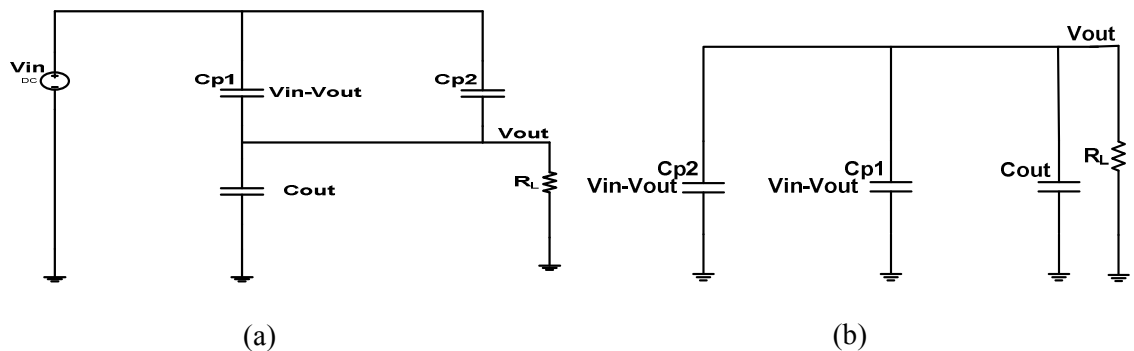 Vin
DC
Cp1
Vin-Vout
Cp2
Vout
Cout
RL
(a)
Vout
Cp2
Vin-Vout
Cp1
Vin-Vout
Cout
RL
(b)